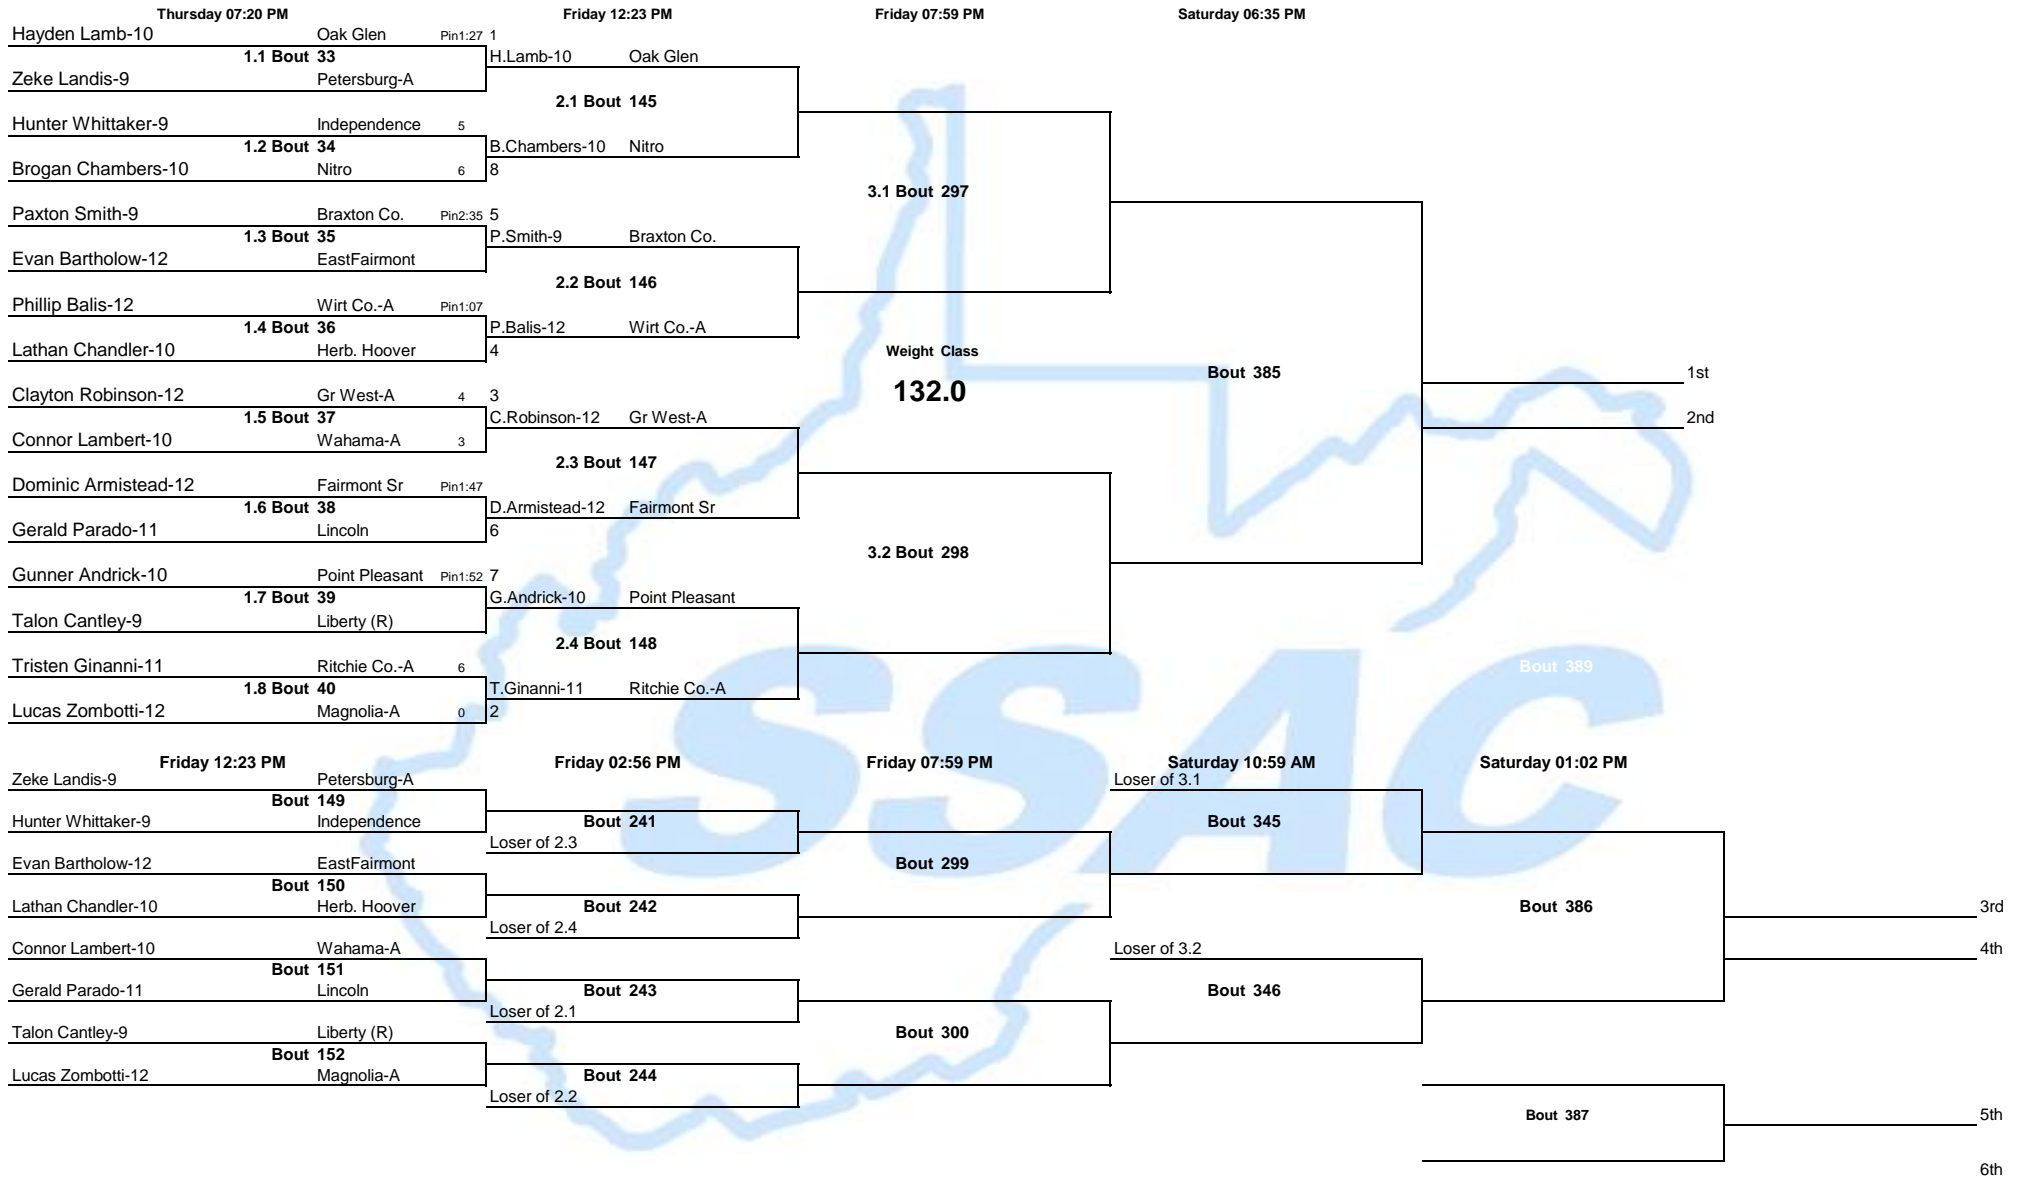 Thursday 07:20 PM Friday 12:23 PM Friday 07:59 PM Saturday 06:35 PM
Hayden Lamb-10 Oak Glen Pin1:27 1
1.1 Bout 33 H.Lamb-10 Oak Glen
Zeke Landis-9 Petersburg-A
2.1 Bout 145
Hunter Whittaker-9 Independence 5
1.2 Bout 34 B.Chambers-10 Nitro
Brogan Chambers-10 Nitro 6 8
3.1 Bout 297
Paxton Smith-9 Braxton Co. Pin2:35 5
1.3 Bout 35 P.Smith-9 Braxton Co.
Evan Bartholow-12 EastFairmont
2.2 Bout 146
Phillip Balis-12 Wirt Co.-A Pin1:07
1.4 Bout 36 P.Balis-12 Wirt Co.-A
Lathan Chandler-10 Herb. Hoover 4 Weight Class
Bout 385 1st
Clayton Robinson-12 Gr West-A 4 3 132.0
1.5 Bout 37 C.Robinson-12 Gr West-A 2nd
Connor Lambert-10 Wahama-A 3
2.3 Bout 147
Dominic Armistead-12 Fairmont Sr Pin1:47
1.6 Bout 38 D.Armistead-12 Fairmont Sr
Gerald Parado-11 Lincoln 6
3.2 Bout 298
Gunner Andrick-10 Point Pleasant Pin1:52 7
1.7 Bout 39 G.Andrick-10 Point Pleasant
Talon Cantley-9 Liberty (R)
2.4 Bout 148
Tristen Ginanni-11 Ritchie Co.-A 6 Bout 389
1.8 Bout 40 T.Ginanni-11 Ritchie Co.-A
Lucas Zombotti-12 Magnolia-A 0 2
SSAC
Friday 12:23 PM Friday 02:56 PM Friday 07:59 PM Saturday 10:59 AM Saturday 01:02 PM
Zeke Landis-9 Petersburg-A Loser of 3.1
Bout 149
Hunter Whittaker-9 Independence Bout 241 Bout 345
Loser of 2.3
Evan Bartholow-12 EastFairmont Bout 299
Bout 150
Lathan Chandler-10 Herb. Hoover Bout 242 Bout 386 3rd
Loser of 2.4
Connor Lambert-10 Wahama-A Loser of 3.2 4th
Bout 151
Gerald Parado-11 Lincoln Bout 243 Bout 346
Loser of 2.1
Talon Cantley-9 Liberty (R) Bout 300
Bout 152
Lucas Zombotti-12 Magnolia-A Bout 244
Loser of 2.2
Bout 387 5th
6th